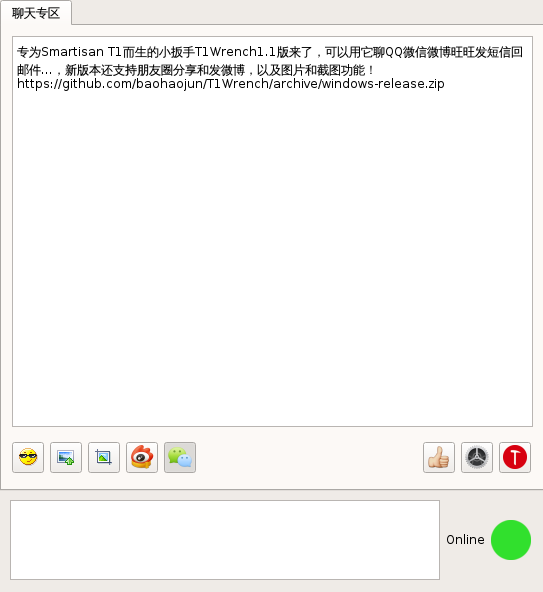 聊天专区
专为Smartisan T1而生的小扳手T1Wrench1.1版来了，可以用它聊QQ微信微博旺旺发短信回
邮件...，新版本还支持朋友圈分享和发微博，以及图片和截图功能！
https://github.com/baohaojun/T1Wrench/archive/windows-release.zip
Online